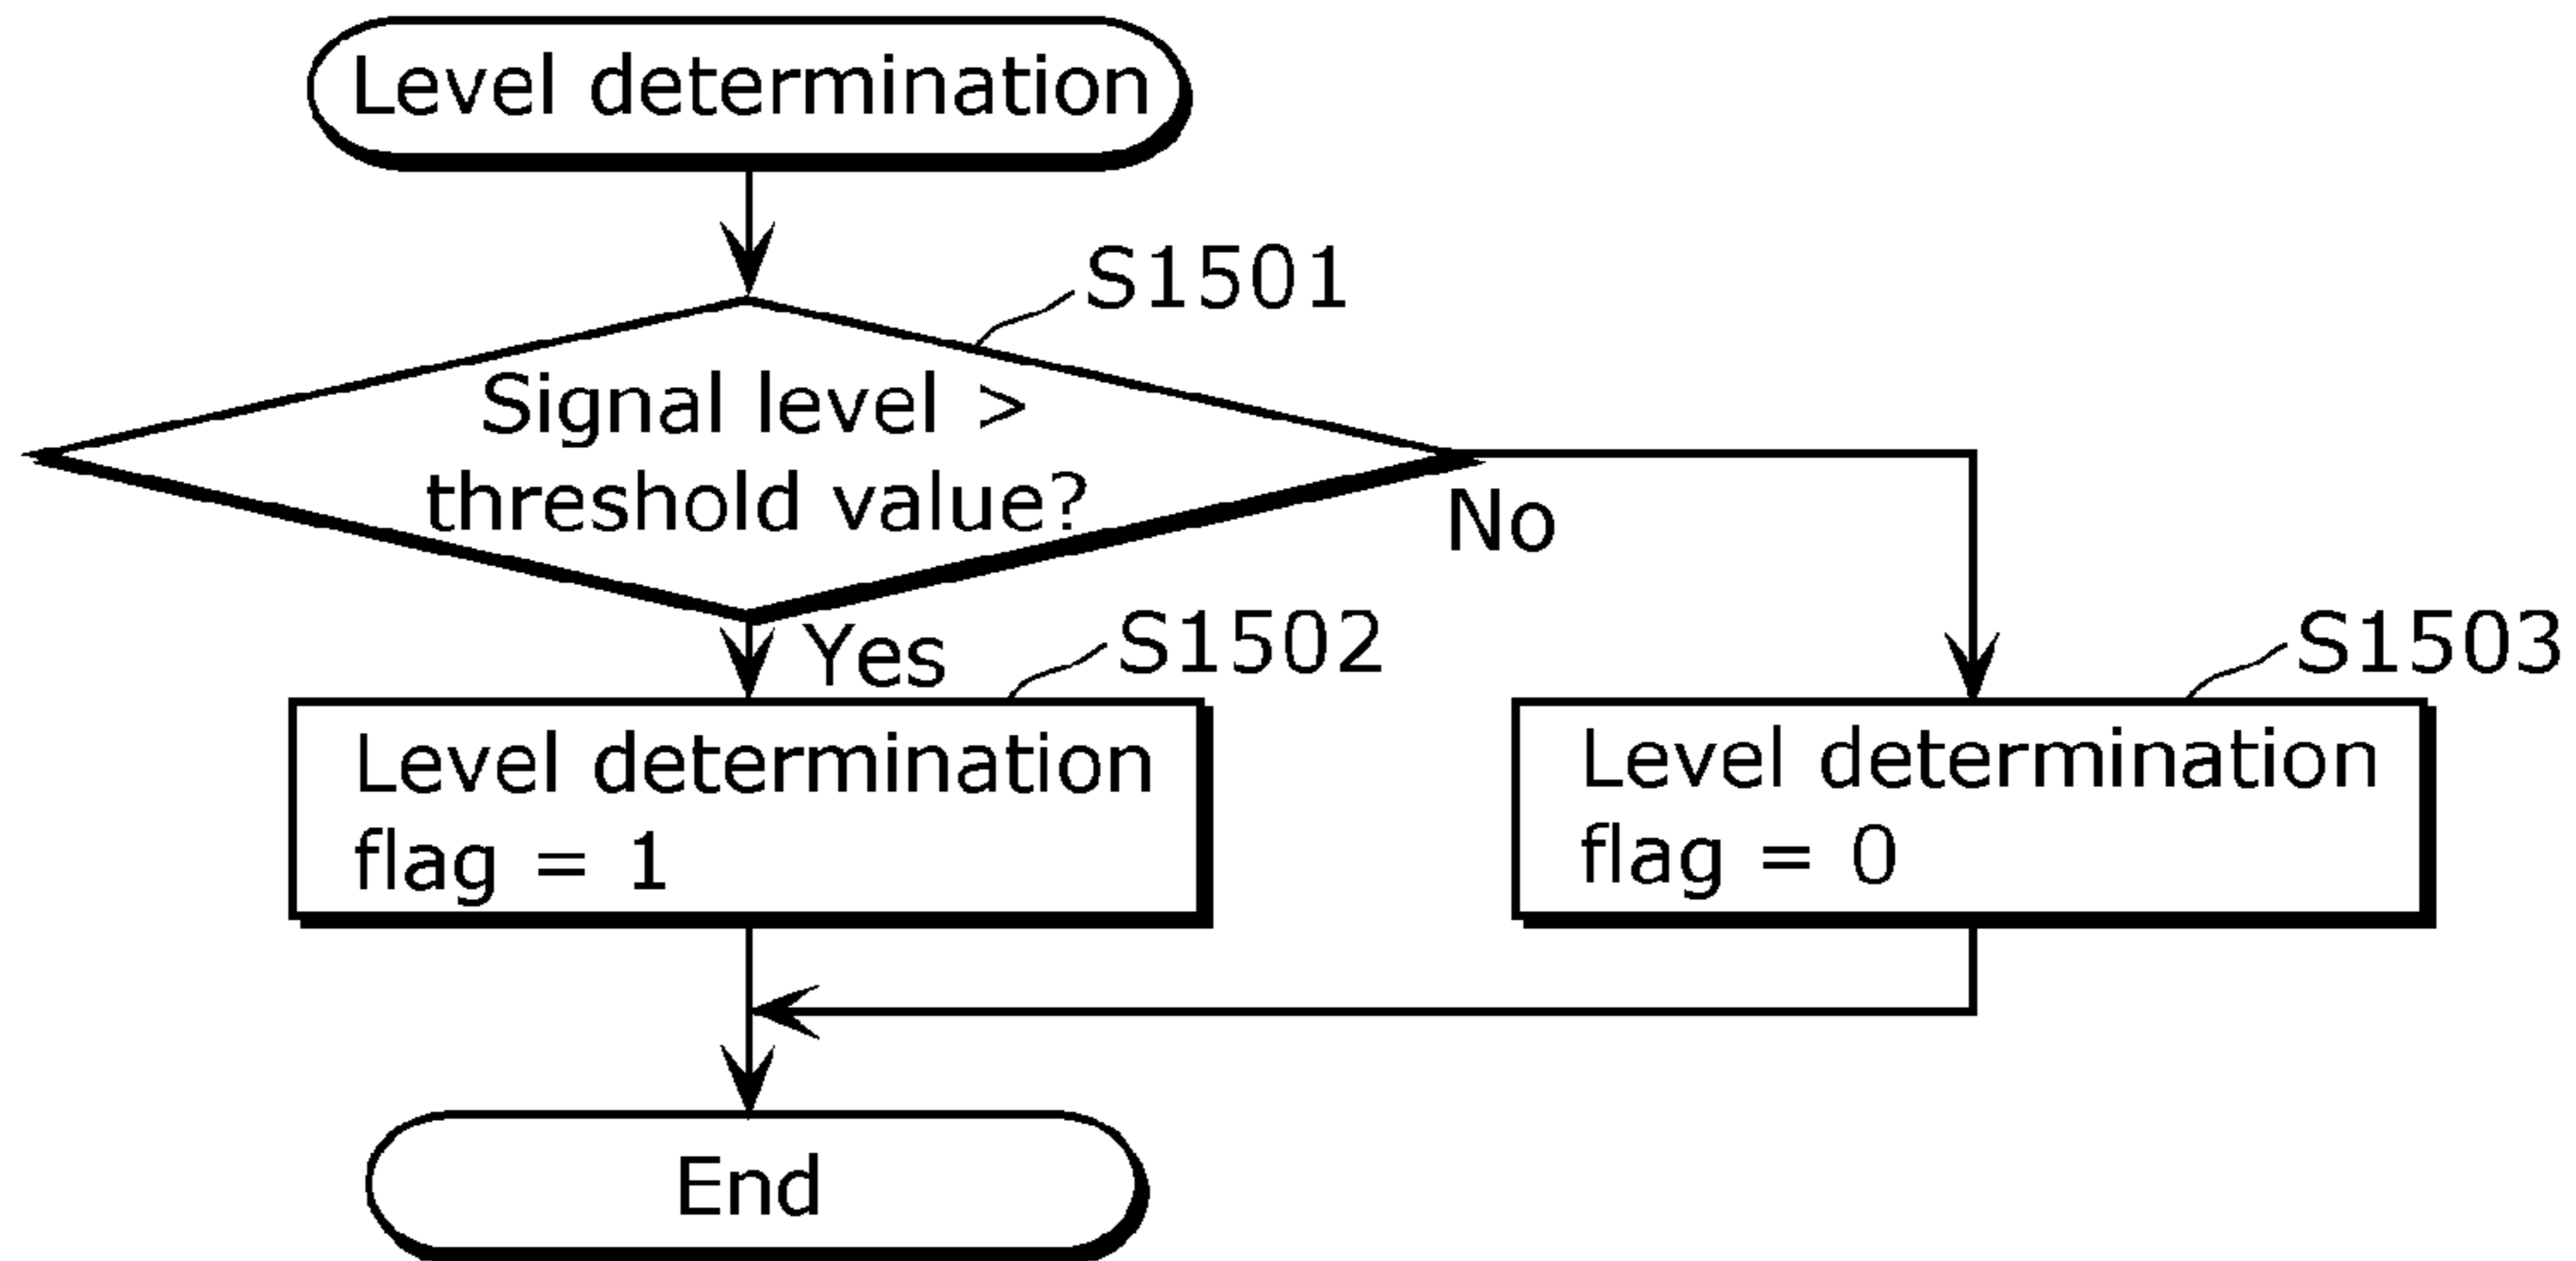 Level determination
S1501
Signal level >
threshold value?
No
Yes
S1502
S1503
Level determination
flag = 1
Level determination
flag = 0
End